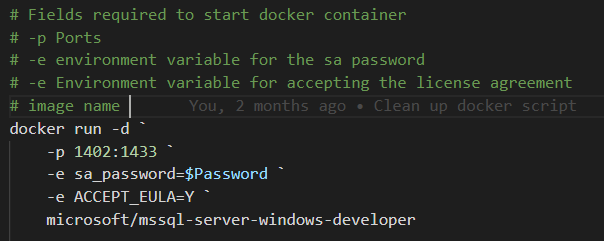 # Fields required to start docker container
# -p Ports
# -e environment variable for the sa password
# -e Environment variable for accepting the license agreement
# image name You, 2 months ago • Clean up docker script
docker run -d `
-p 1402:1433 `
-e sa_password=$Password `
-e ACCEPT_EULA=Y `
microsoft/mssql-server-windows-developer